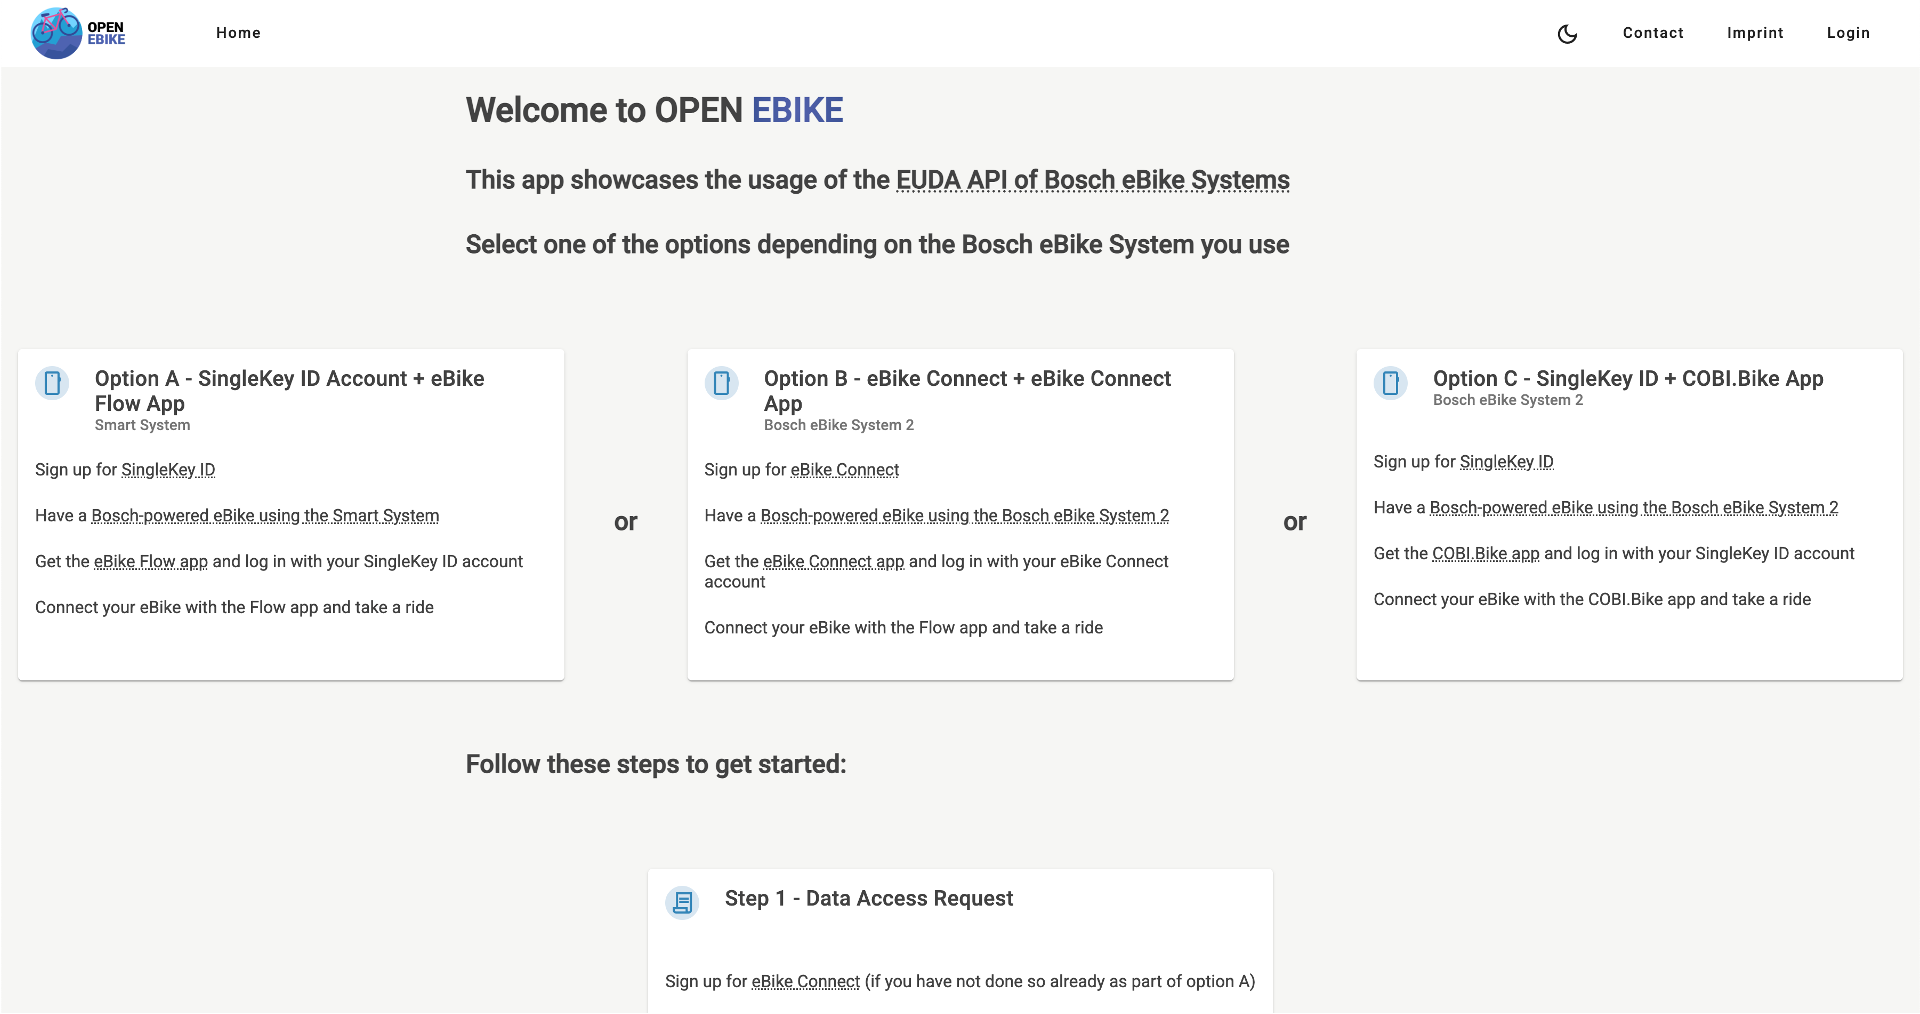 OPEN
EBIKE
Home
Contact
Imprint
Login
Welcome to OPEN EBIKE
This app showcases the usage of the EUDA API of Bosch eBike Systems
Select one of the options depending on the Bosch eBike System you use
Option A - SingleKey ID Account + eBike
Flow App
Smart System
Sign up for SingleKey ID
Have a Bosch-powered eBike using the Smart System
Get the eBike Flow app and log in with your SingleKey ID account
Connect your eBike with the Flow app and take a ride
or
Option B - eBike Connect + eBike Connect
App
Bosch eBike System 2
Sign up for eBike Connect
Have a Bosch-powered eBike using the Bosch eBike System 2
Get the eBike Connect app and log in with your eBike Connect
account
Connect your eBike with the Flow app and take a ride
or
Option C - SingleKey ID + COBI.Bike App
Bosch eBike System 2
Sign up for SingleKey ID
Have a Bosch-powered eBike using the Bosch eBike System 2
Get the COBI.Bike app and log in with your SingleKey ID account
Connect your eBike with the COBI.Bike app and take a ride
Follow these steps to get started:
Step 1 - Data Access Request
Sign up for eBike Connect (if you have not done so already as part of option A)